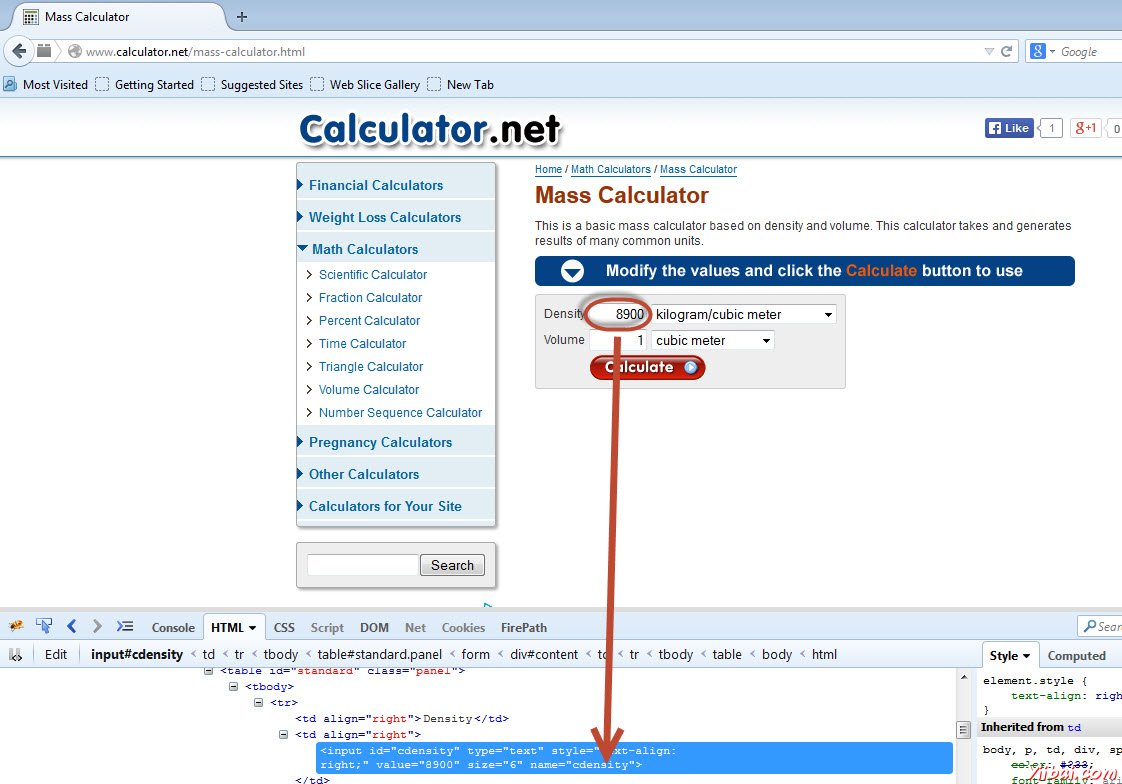 Mass Calculator
+
www.calculator.net/mass-calculator.html
Google
Most Visited Getting Started Suggested Sites Web Slice Gallery New Tab
Calculator.net
Like 1 g+1 0
Financial Calculators
Weight Loss Calculators
Math Calculators
Scientific Calculator
Fraction Calculator
Percent Calculator
Time Calculator
Triangle Calculator
Volume Calculator
Number Sequence Calculator
Pregnancy Calculators
Other Calculators
Calculators for Your Site
Search
Home / Math Calculators / Mass Calculator
Mass Calculator
This is a basic mass calculator based on density and volume. This calculator takes and generates
results of many common units.
Modify the values and click the Calculate button to use
Density 8900 kilogram/cubic meter
Volume 1 cubic meter
Calculate
Console HTML CSS Script DOM Net Cookies FirePath
Edit input#cdensity < td < tr < tbody < table#standard.panel < form < div#content < td < tr < tbody < table < body < html
<table id="standard" class="panel">
<tbody>
<tr>
<td align="right">Density</td>
<td align="right">
<input id="cdensity" type="text" style="text-align:
right;" value="8900" size="6" name="cdensity">
</td>
Style Computed
element.style {
text-align: righ
}
Inherited from td
body, p, td, div, sp
color: #233;